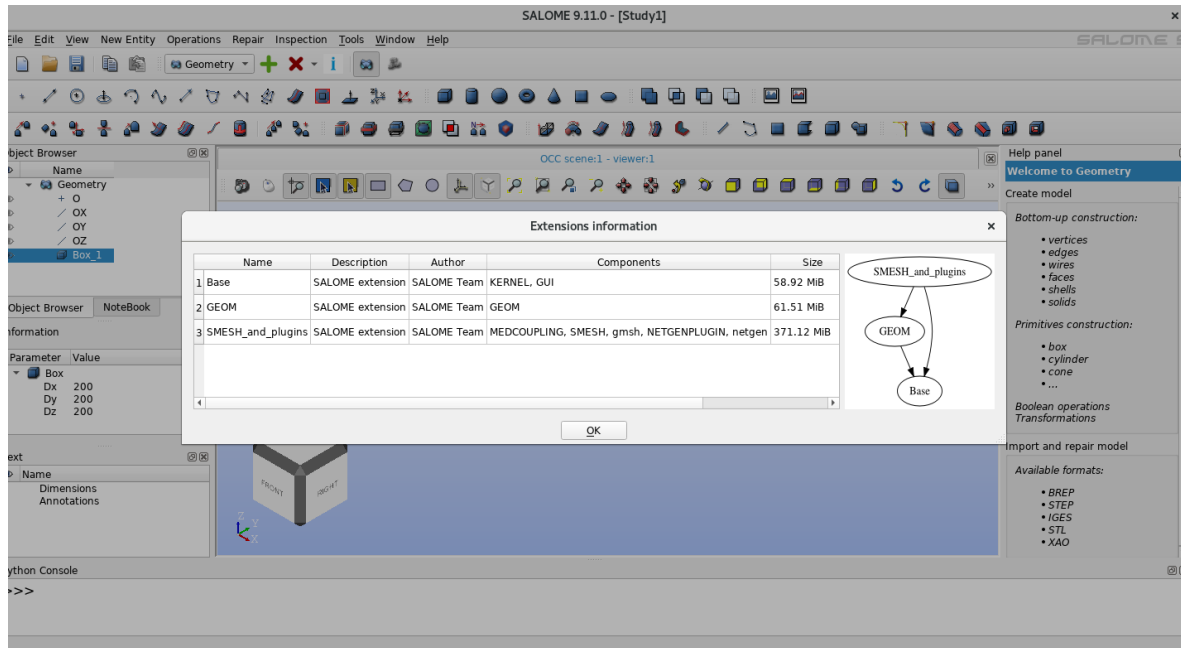 SALOME 9.11.0 - [Study1]
File Edit View New Entity Operations Repair Inspection Tools Window Help
SALOME
Geometry
Object Browser
Name
Geometry
O
OX
OY
OZ
Box_1
Object Browser NoteBook
Information
Parameter Value
Box
Dx 200
Dy 200
Dz 200
Text
Name
Dimensions
Annotations
OCC scene:1 - viewer:1
Extensions information
Name Description Author Components Size
1 Base SALOME extension SALOME Team KERNEL, GUI 58.92 MiB
2 GEOM SALOME extension SALOME Team GEOM 61.51 MiB
3 SMESH_and_plugins SALOME extension SALOME Team MEDCOUPLING, SMESH, gmsh, NETGENPLUGIN, netgen 371.12 MiB
SMESH_and_plugins
GEOM
Base
OK
FRONT RIGHT
Z
Y
X
Help panel
Welcome to Geometry
Create model
Bottom-up construction:
• vertices
• edges
• wires
• faces
• shells
• solids
Primitives construction:
• box
• cylinder
• cone
• ...
Boolean operations
Transformations
Import and repair model
Available formats:
• BREP
• STEP
• IGES
• STL
• XAO
Python Console
>>>